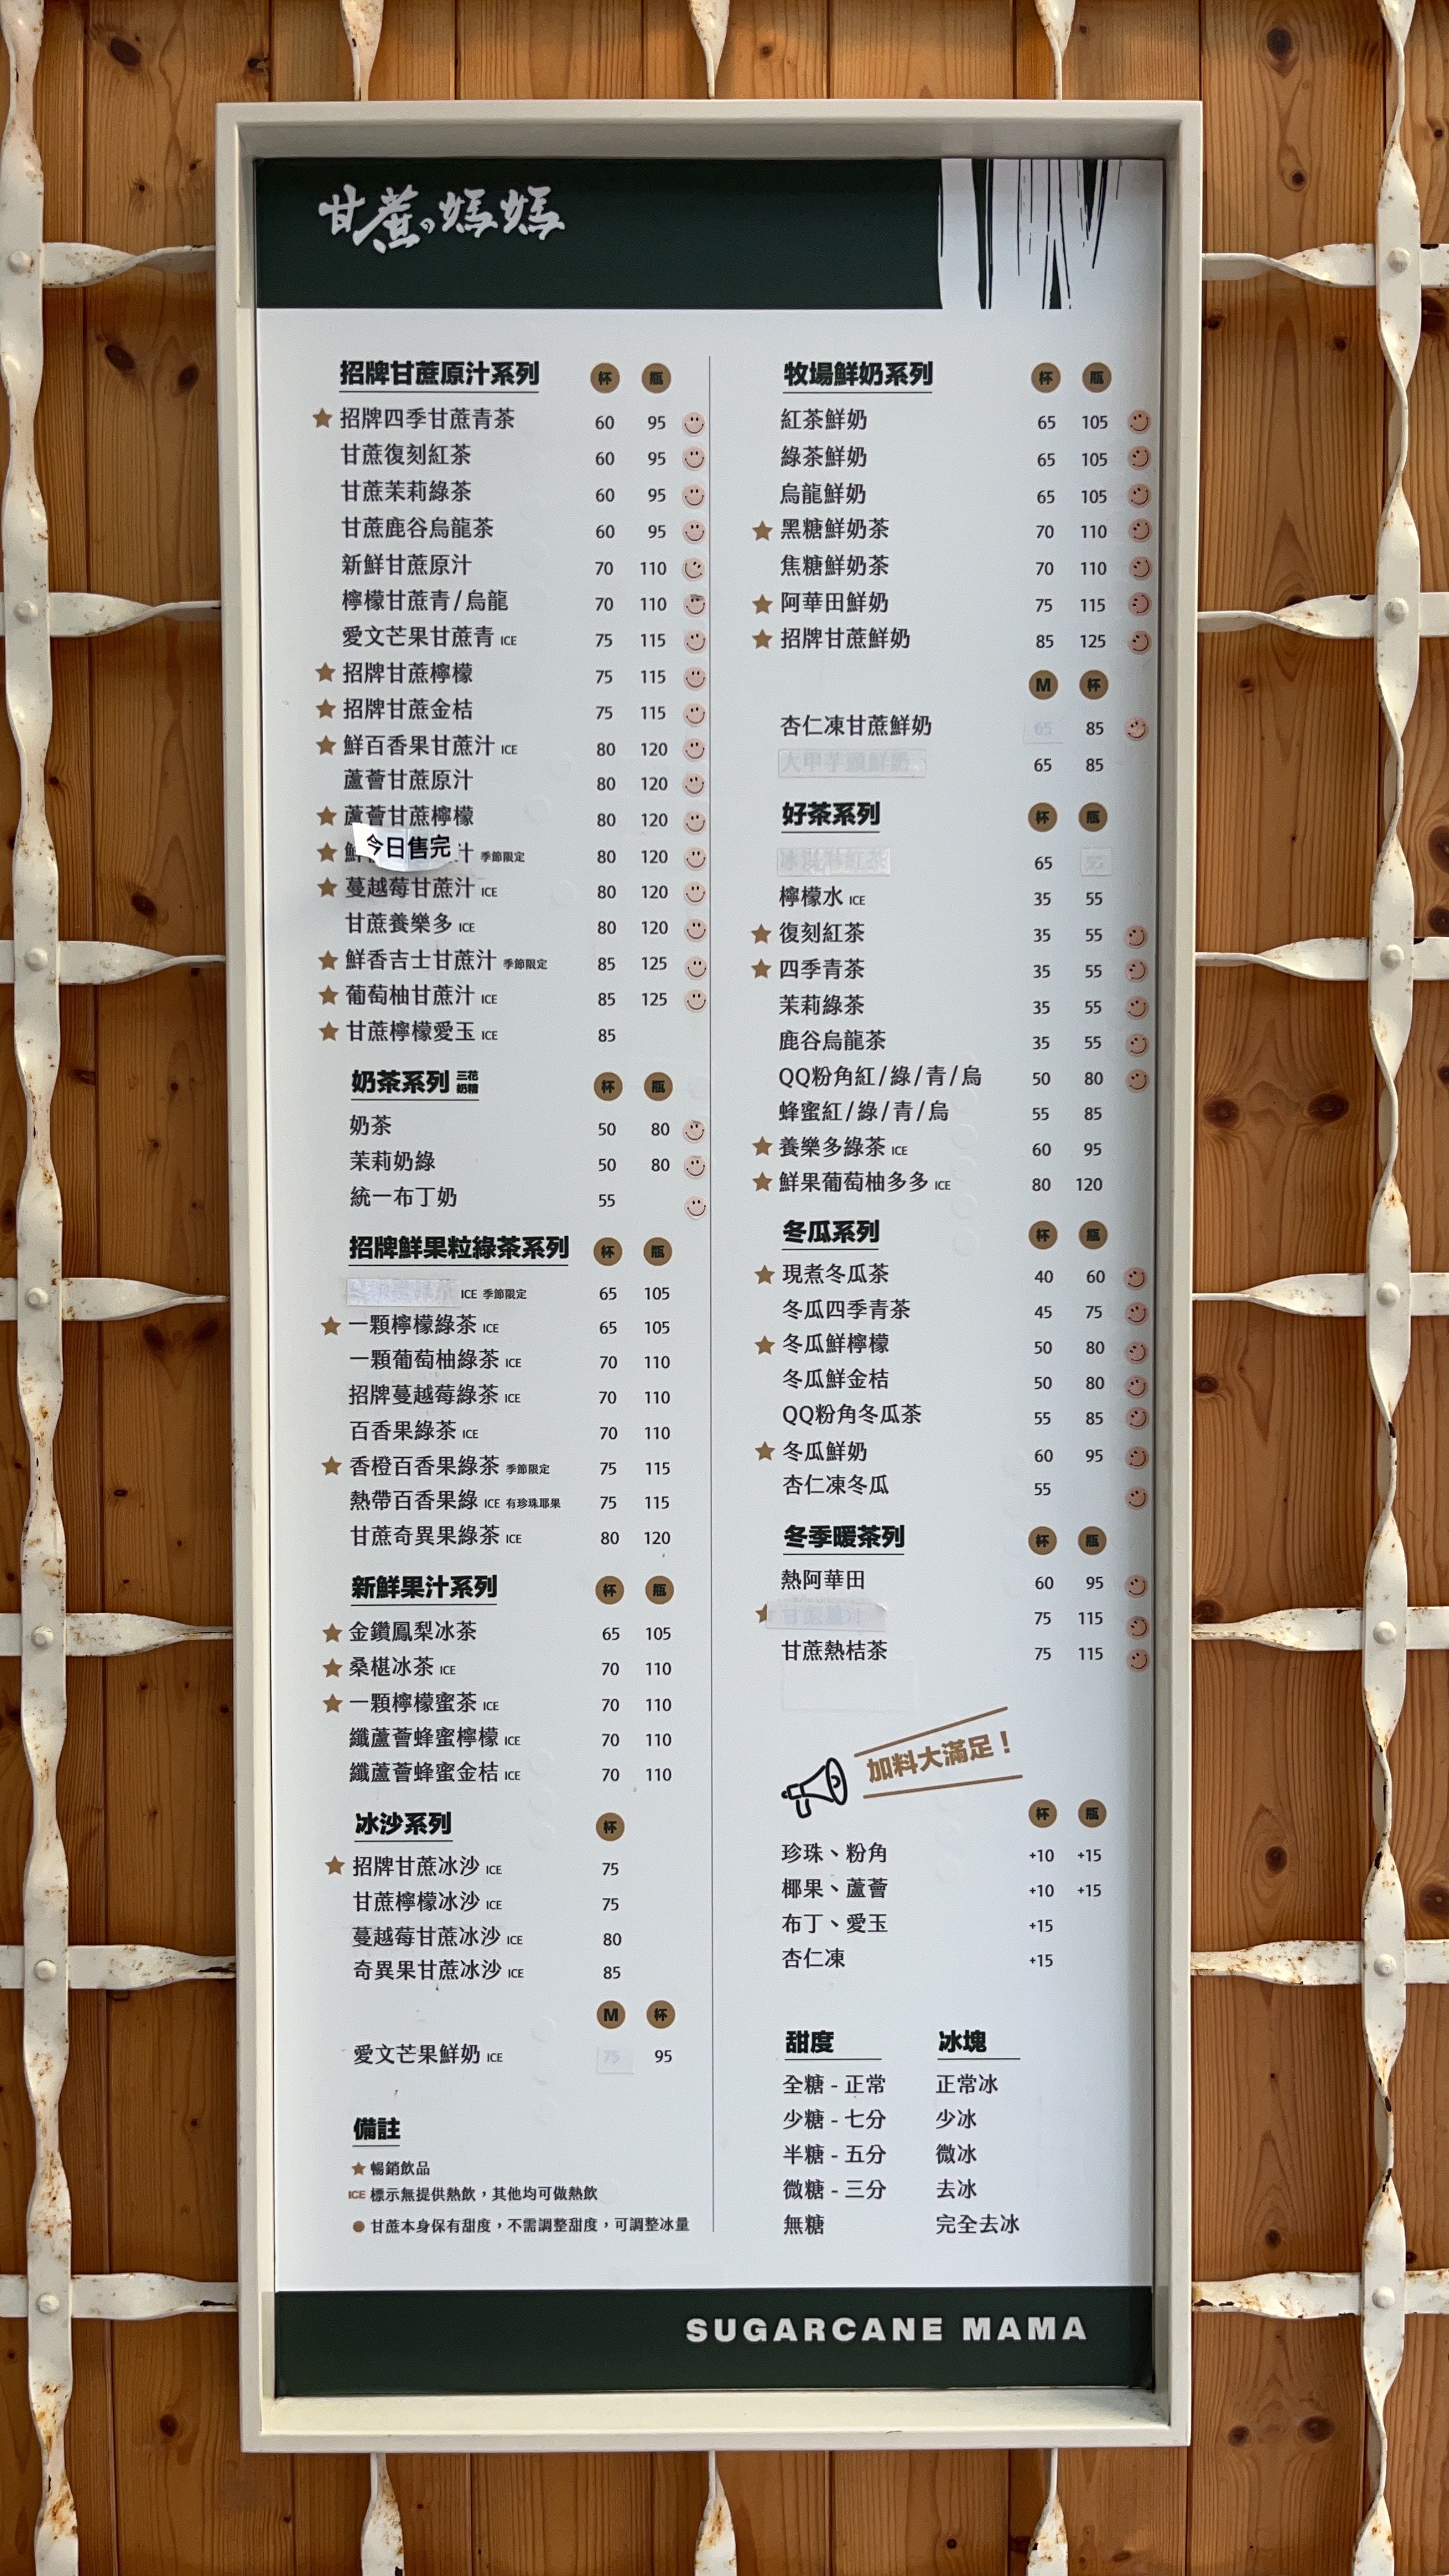 甘蔗の媽媽
招牌甘蔗原汁系列 杯 瓶
★ 招牌四季甘蔗青茶 60 95
甘蔗復刻紅茶 60 95
甘蔗茉莉綠茶 60 95
甘蔗鹿谷烏龍茶 60 95
新鮮甘蔗原汁 70 110
檸檬甘蔗青/烏龍 70 110
愛文芒果甘蔗青 ICE 75 115
★ 招牌甘蔗檸檬 75 115
★ 招牌甘蔗金桔 75 115
★ 鮮百香果甘蔗汁 ICE 80 120
蘆薈甘蔗原汁 80 120
★ 蘆薈甘蔗檸檬 80 120
★ 鮮 今日售完 汁 季節限定 80 120
★ 蔓越莓甘蔗汁 ICE 80 120
甘蔗養樂多 ICE 80 120
★ 鮮香吉士甘蔗汁 季節限定 85 125
★ 葡萄柚甘蔗汁 ICE 85 125
★ 甘蔗檸檬愛玉 ICE 85
奶茶系列 三花奶精 杯 瓶
奶茶 50 80
茉莉奶綠 50 80
統一布丁奶 55
招牌鮮果粒綠茶系列 杯 瓶
ICE 季節限定 65 105
★ 一顆檸檬綠茶 ICE 65 105
一顆葡萄柚綠茶 ICE 70 110
招牌蔓越莓綠茶 ICE 70 110
百香果綠茶 ICE 70 110
★ 香橙百香果綠茶 季節限定 75 115
熱帶百香果綠 ICE 有珍珠耶果 75 115
甘蔗奇異果綠茶 ICE 80 120
新鮮果汁系列 杯 瓶
★ 金鑽鳳梨冰茶 65 105
★ 桑椹冰茶 ICE 70 110
★ 一顆檸檬蜜茶 ICE 70 110
纖蘆薈蜂蜜檸檬 ICE 70 110
纖蘆薈蜂蜜金桔 ICE 70 110
冰沙系列 杯
★ 招牌甘蔗冰沙 ICE 75
甘蔗檸檬冰沙 ICE 75
蔓越莓甘蔗冰沙 ICE 80
奇異果甘蔗冰沙 ICE 85
M 杯
愛文芒果鮮奶 ICE 75 95
備註
★ 暢銷飲品
ICE 標示無提供熱飲，其他均可做熱飲
● 甘蔗本身保有甜度，不需調整甜度，可調整冰量
牧場鮮奶系列 杯 瓶
紅茶鮮奶 65 105
綠茶鮮奶 65 105
烏龍鮮奶 65 105
★ 黑糖鮮奶茶 70 110
焦糖鮮奶茶 70 110
★ 阿華田鮮奶 75 115
★ 招牌甘蔗鮮奶 85 125
M 杯
杏仁凍甘蔗鮮奶 65 85
大甲芋頭鮮奶 65 85
好茶系列 杯 瓶
65 95
檸檬水 ICE 35 55
★ 復刻紅茶 35 55
★ 四季青茶 35 55
茉莉綠茶 35 55
鹿谷烏龍茶 35 55
QQ粉角紅/綠/青/烏 50 80
蜂蜜紅/綠/青/烏 55 85
★ 養樂多綠茶 ICE 60 95
★ 鮮果葡萄柚多多 ICE 80 120
冬瓜系列 杯 瓶
★ 現煮冬瓜茶 40 60
冬瓜四季青茶 45 75
★ 冬瓜鮮檸檬 50 80
冬瓜鮮金桔 50 80
QQ粉角冬瓜茶 55 85
★ 冬瓜鮮奶 60 95
杏仁凍冬瓜 55
冬季暖茶列 杯 瓶
熱阿華田 60 95
★ 75 115
甘蔗熱桔茶 75 115
加料大滿足！
杯 瓶
珍珠、粉角 +10 +15
椰果、蘆薈 +10 +15
布丁、愛玉 +15
杏仁凍 +15
甜度 冰塊
全糖 - 正常 正常冰
少糖 - 七分 少冰
半糖 - 五分 微冰
微糖 - 三分 去冰
無糖 完全去冰
SUGARCANE MAMA